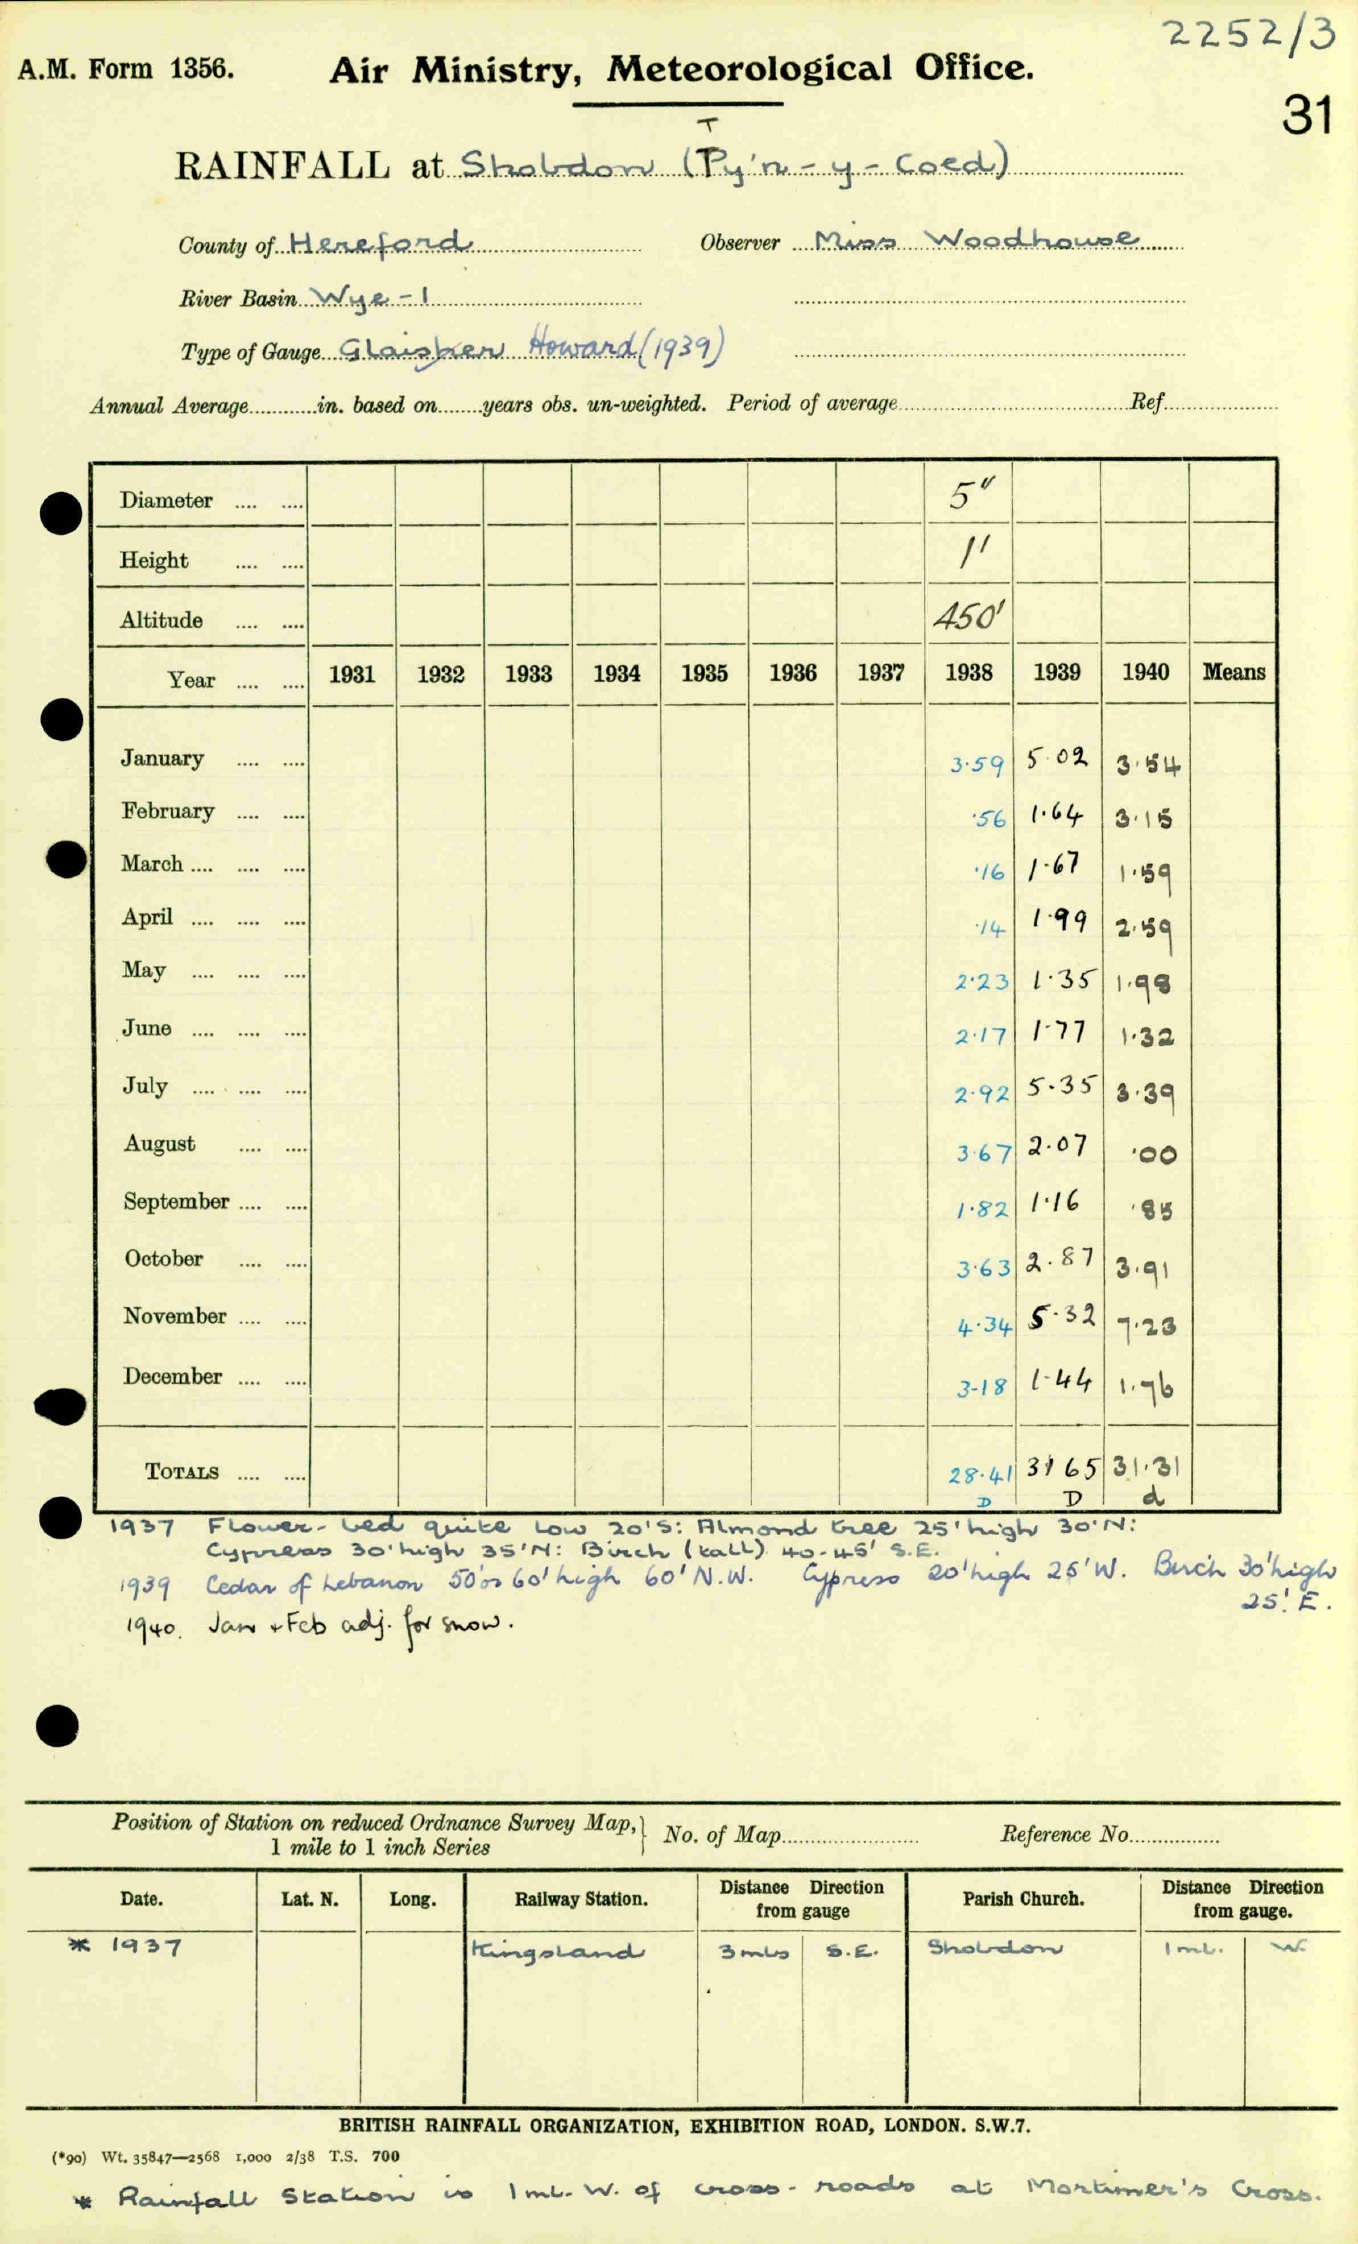 2252/3
A.M. Form 1356. Air Ministry, Meteorological Office.
31
T
RAINFALL at Shobdon (Py'n-y-Coed)
County of Hereford Observer Miss Woodhouse
River Basin Wye-1
Type of Gauge Glaisher Howard (1939)
Annual Average in. based on years obs. un-weighted. Period of average Ref.
Diameter 5"
Height 1'
Altitude 450'
Year 1931 1932 1933 1934 1935 1936 1937 1938 1939 1940 Means
January 3.59 5.02 3.54
February .56 1.64 3.15
March .16 1.67 1.59
April .14 1.99 2.59
May 2.23 1.35 1.98
June 2.17 1.77 1.32
July 2.92 5.35 3.39
August 3.67 2.07 .00
September 1.82 1.16 .85
October 3.63 2.87 3.91
November 4.34 5.32 7.23
December 3.18 1.44 1.76
TOTALS 28.41 31 65 31.31
D D d
1937 Flower-bed quite low 20'S: Almond tree 25' high 30'N:
Cypress 30' high 35'N: Birch (tall) 40-45' S.E.
1939 Cedar of Lebanon 50' or 60' high 60' N.W. Cypress 20' high 25' W. Birch 30' high
25' E.
1940. Jan & Feb adj. for snow.
Position of Station on reduced Ordnance Survey Map, No. of Map Reference No.
1 mile to 1 inch Series
Date. Lat. N. Long. Railway Station. Distance Direction from gauge Parish Church. Distance Direction from gauge.
* 1937 Kingsland 3 mls S.E. Shobdon 1 ml. W.
BRITISH RAINFALL ORGANIZATION, EXHIBITION ROAD, LONDON. S.W.7.
(*90) Wt. 35847—2568 1,000 2/38 T.S. 700
* Rainfall Station is 1 ml. W. of cross-roads at Mortimer's Cross.